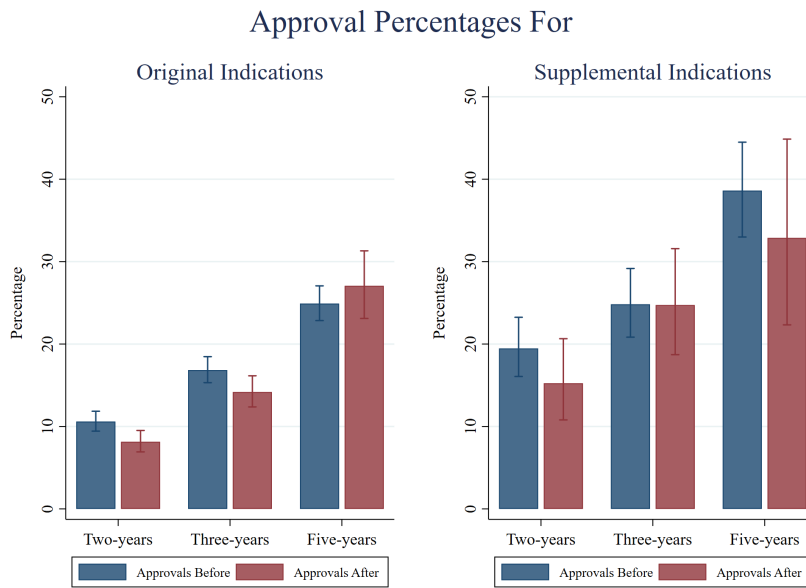 Approval Percentages For
Original Indications
Percentage
50
40
30
20
10
0
Two-years Three-years Five-years
Approvals Before Approvals After
Supplemental Indications
Percentage
50
40
30
20
10
0
Two-years Three-years Five-years
Approvals Before Approvals After